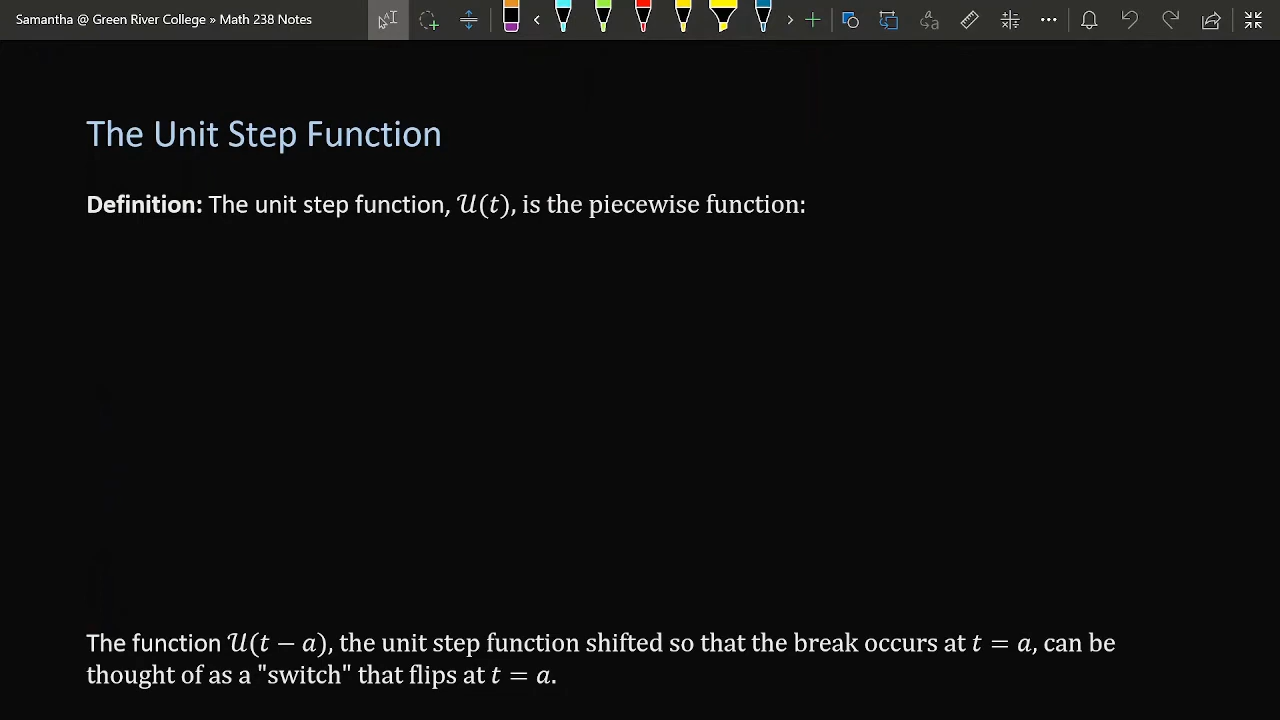 Samantha @ Green River College » Math 238 Notes
The Unit Step Function
Definition: The unit step function, 𝒰(t), is the piecewise function:
The function 𝒰(t − a), the unit step function shifted so that the break occurs at t = a, can be
thought of as a "switch" that flips at t = a.